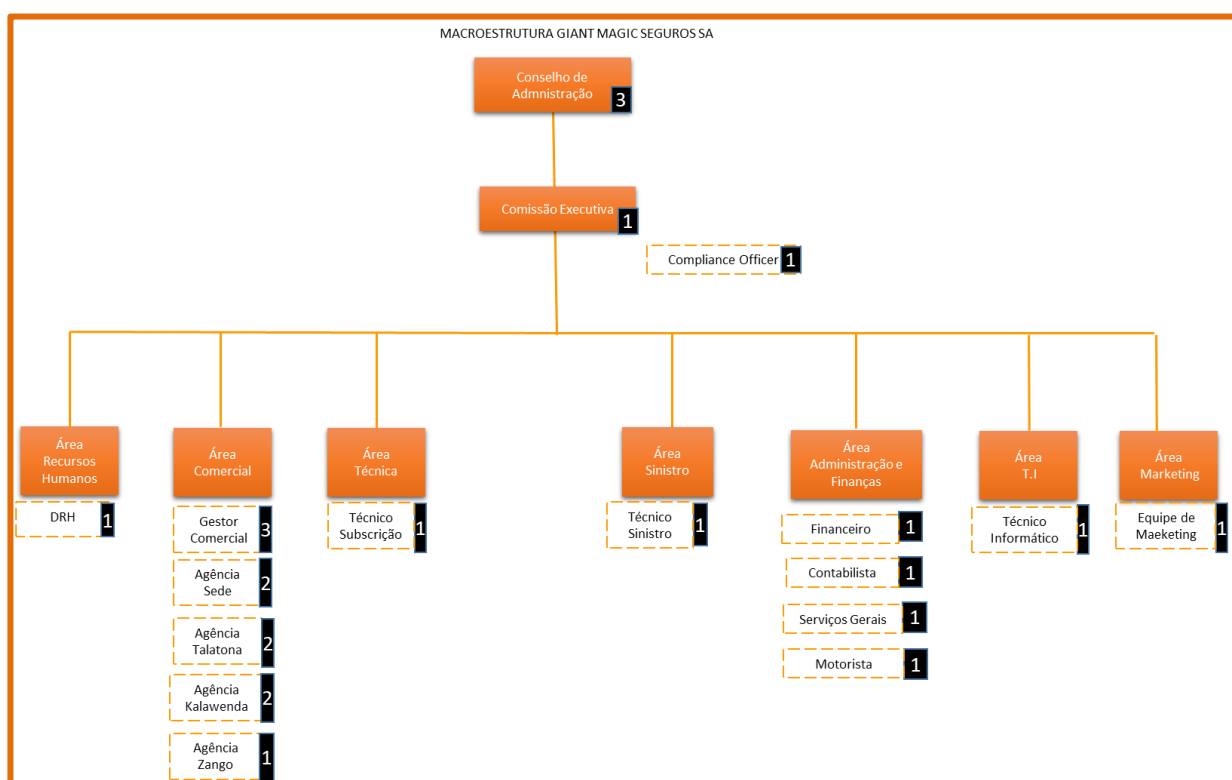 MACROESTRUTURA GIANT MAGIC SEGUROS SA
Conselho de
Admnistração
3
Comissão Executiva
1
Compliance Officer
1
Área
Recursos
Humanos
DRH
1
Área
Comercial
Gestor
Comercial
3
Agência
Sede
2
Agência
Talatona
2
Agência
Kalawenda
2
Agência
Zango
1
Área
Técnica
Técnico
Subscrição
1
Área
Sinistro
Técnico
Sinistro
1
Área
Administração e
Finanças
Financeiro
1
Contabilista
1
Serviços Gerais
1
Motorista
1
Área
T.I
Técnico
Informático
1
Área
Marketing
Equipe de
Maeketing
1